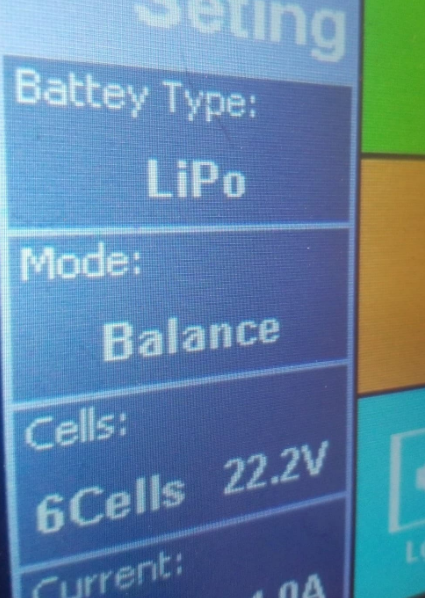 Seting
Battey Type:
LiPo
Mode:
Balance
Cells:
6Cells 22.2V
Current: